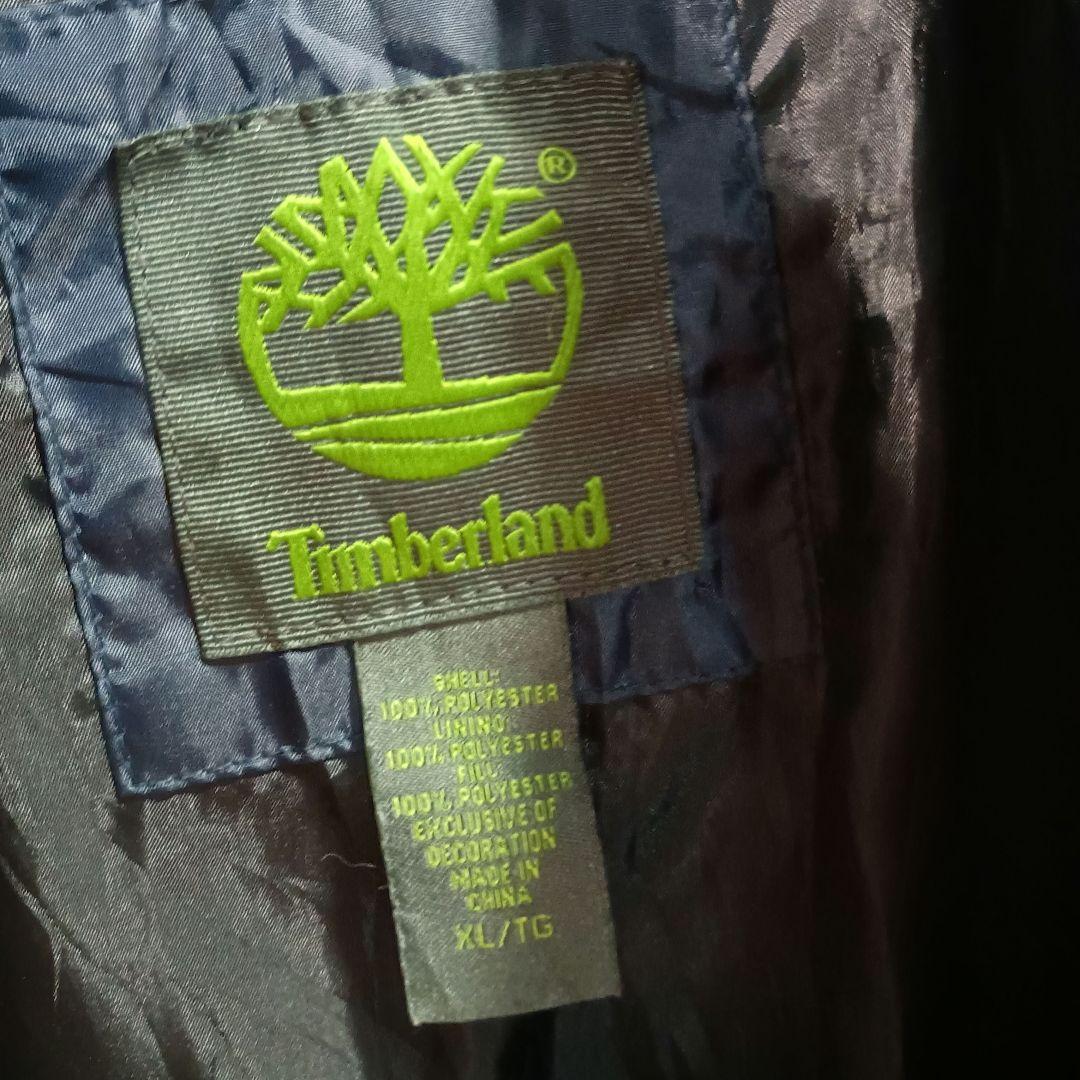 ®
Timberland
SHELL:
100% POLYESTER
LINING:
100% POLYESTER
FILL:
100% POLYESTER
EXCLUSIVE OF
DECORATION
MADE IN
CHINA
XL/TG